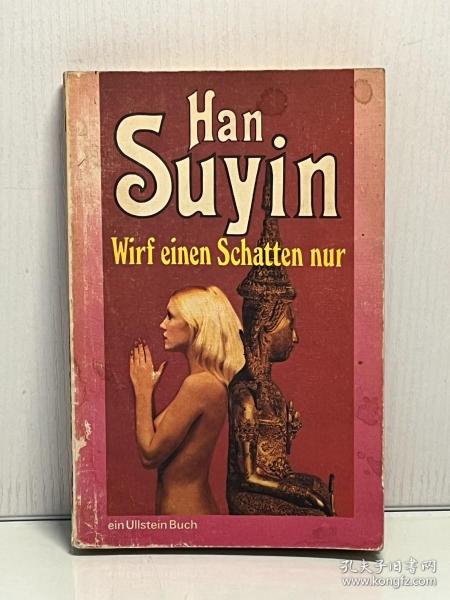 Han
Suyin
Wirf einen Schatten nur
ein Ullstein Buch
孔夫子旧书网
www.kongfz.com